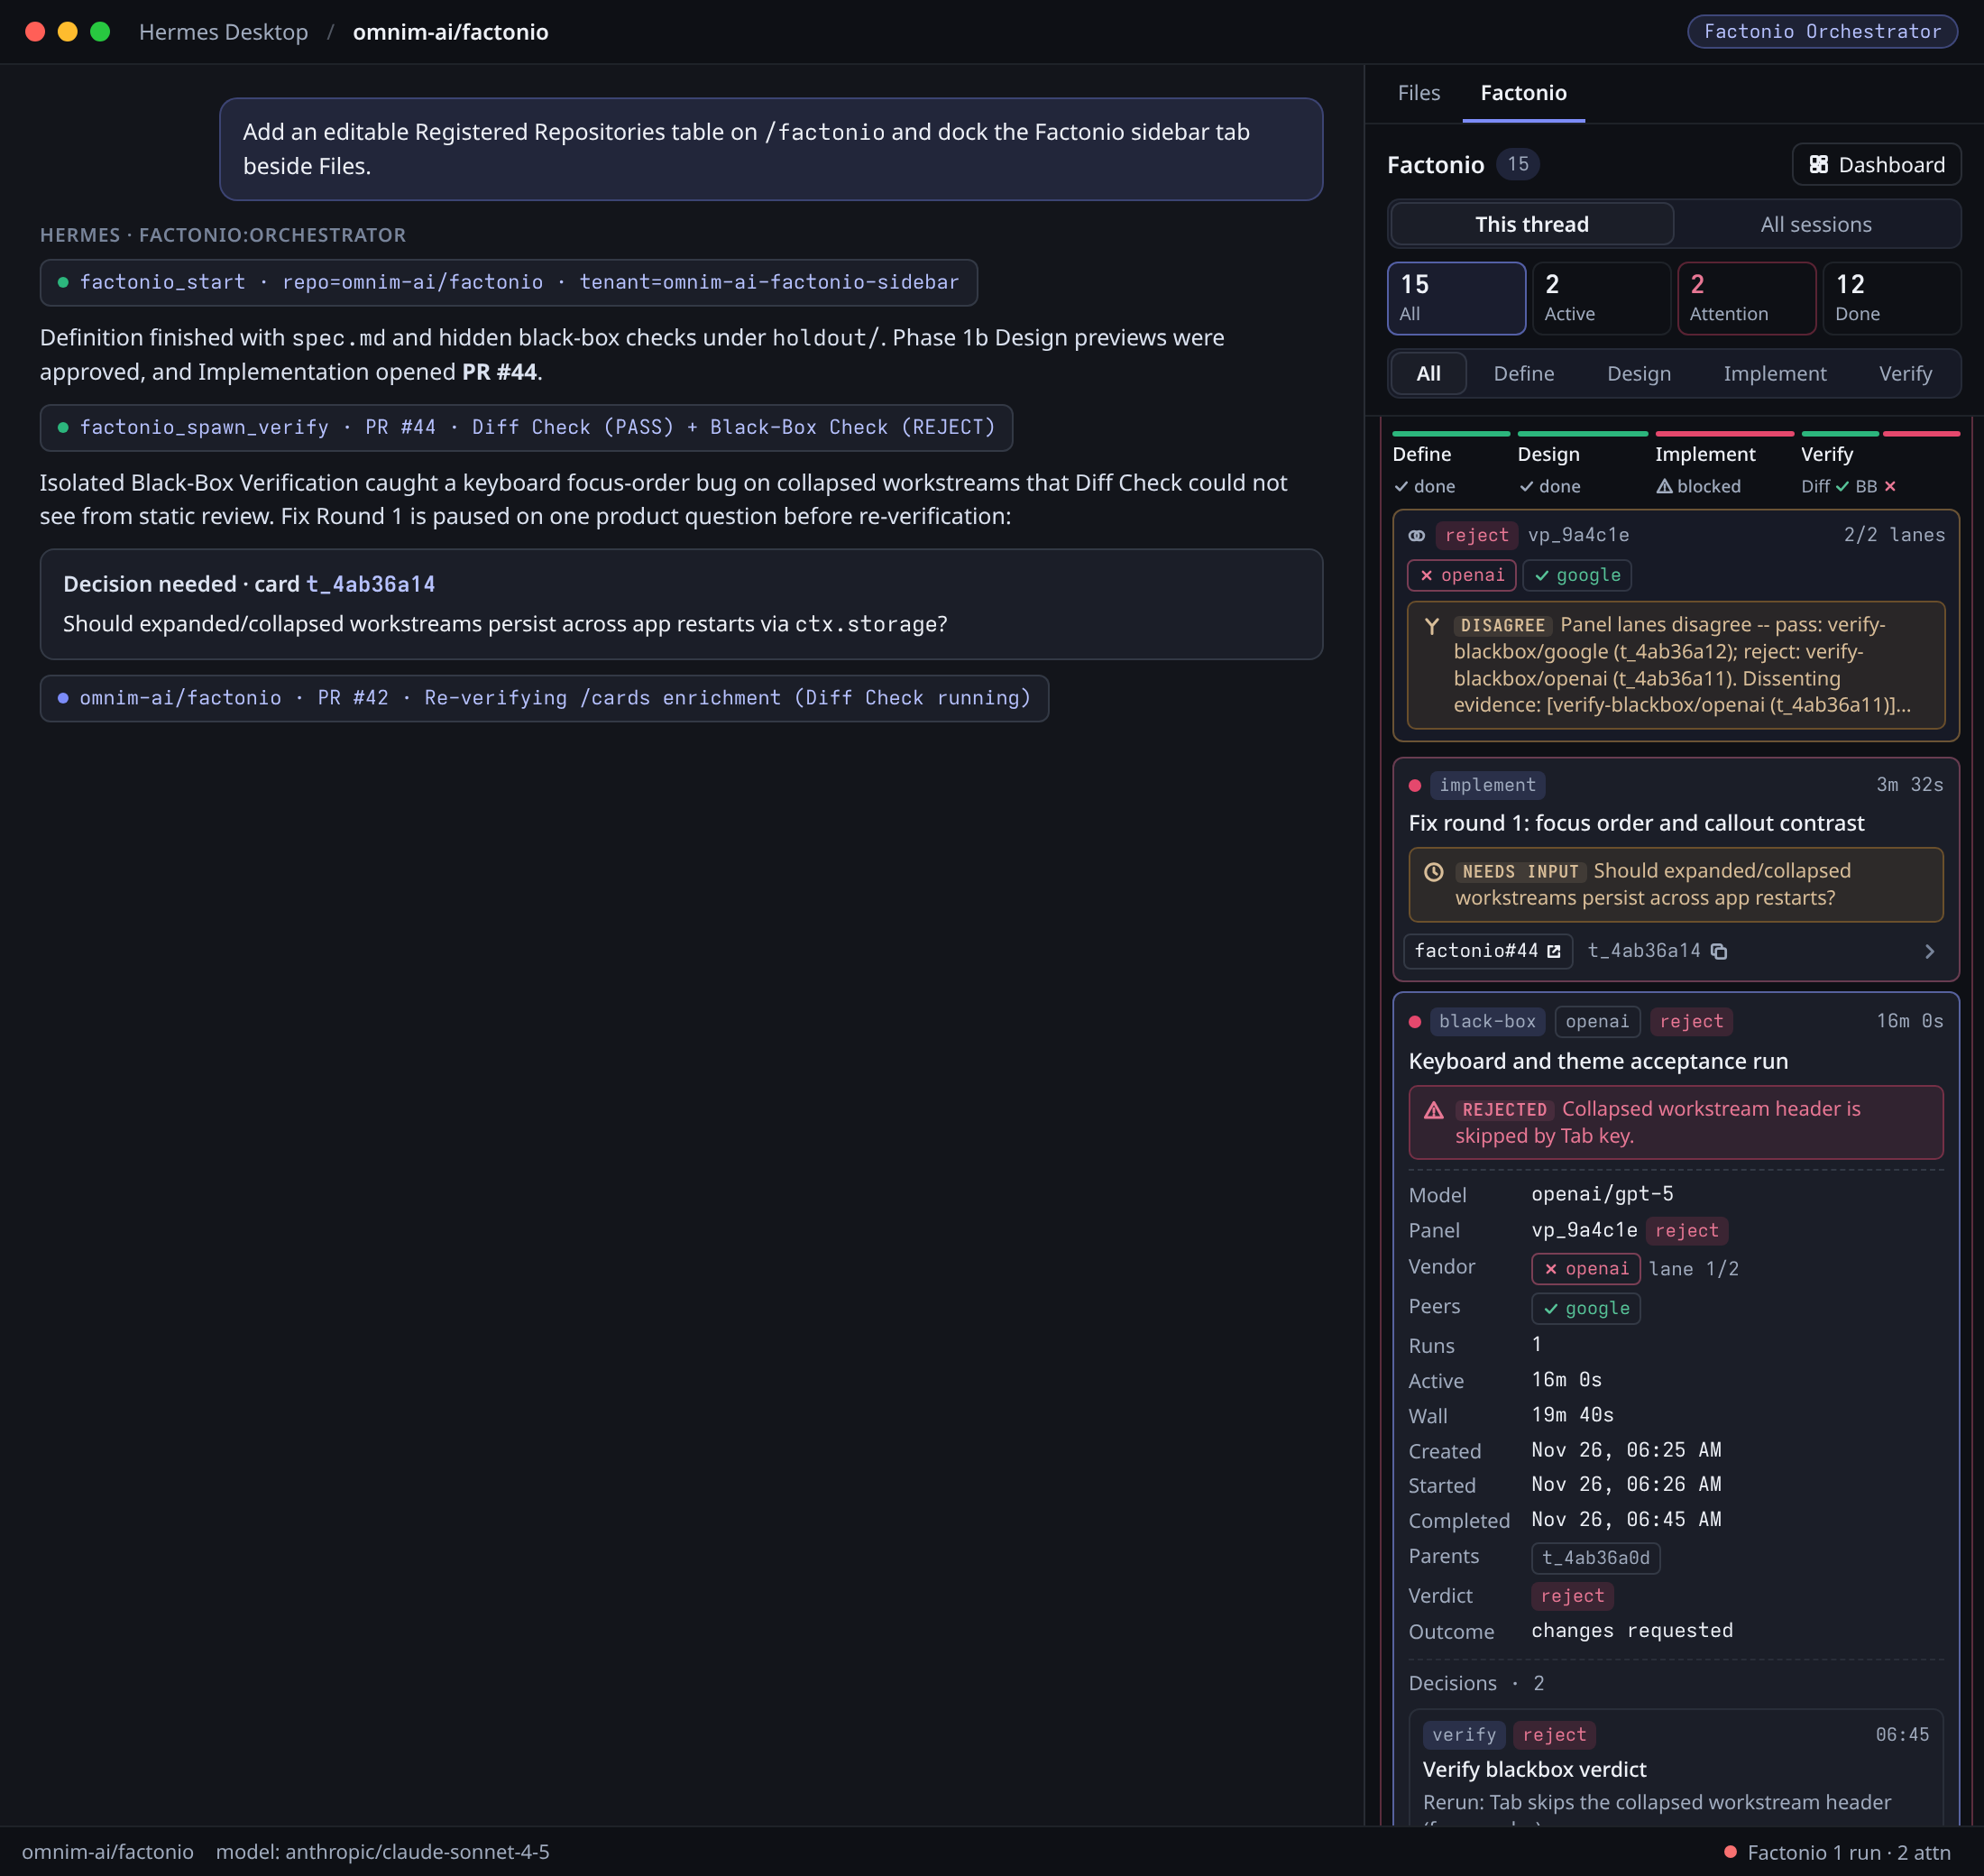 Hermes Desktop / omnim-ai/factonio
Factonio Orchestrator
Add an editable Registered Repositories table on /factonio and dock the Factonio sidebar tab
beside Files.
HERMES · FACTONIO:ORCHESTRATOR
factonio_start · repo=omnim-ai/factonio · tenant=omnim-ai-factonio-sidebar
Definition finished with spec.md and hidden black-box checks under holdout/. Phase 1b Design previews were
approved, and Implementation opened PR #44.
factonio_spawn_verify · PR #44 · Diff Check (PASS) + Black-Box Check (REJECT)
Isolated Black-Box Verification caught a keyboard focus-order bug on collapsed workstreams that Diff Check could not
see from static review. Fix Round 1 is paused on one product question before re-verification:
Decision needed · card t_4ab36a14
Should expanded/collapsed workstreams persist across app restarts via ctx.storage?
omnim-ai/factonio · PR #42 · Re-verifying /cards enrichment (Diff Check running)
Files Factonio
Factonio 15 Dashboard
This thread All sessions
15 2 2 12
All Active Attention Done
All Define Design Implement Verify
Define Design Implement Verify
✓ done ✓ done blocked Diff ✓ BB ✕
reject vp_9a4c1e 2/2 lanes
✕ openai ✓ google
DISAGREE Panel lanes disagree -- pass: verify-
blackbox/google (t_4ab36a12); reject: verify-
blackbox/openai (t_4ab36a11). Dissenting
evidence: [verify-blackbox/openai (t_4ab36a11)]...
implement 3m 32s
Fix round 1: focus order and callout contrast
NEEDS INPUT Should expanded/collapsed
workstreams persist across app restarts?
factonio#44 t_4ab36a14
black-box openai reject 16m 0s
Keyboard and theme acceptance run
REJECTED Collapsed workstream header is
skipped by Tab key.
Model openai/gpt-5
Panel vp_9a4c1e reject
Vendor ✕ openai lane 1/2
Peers ✓ google
Runs 1
Active 16m 0s
Wall 19m 40s
Created Nov 26, 06:25 AM
Started Nov 26, 06:26 AM
Completed Nov 26, 06:45 AM
Parents t_4ab36a0d
Verdict reject
Outcome changes requested
Decisions · 2
verify reject 06:45
Verify blackbox verdict
Rerun: Tab skips the collapsed workstream header
omnim-ai/factonio model: anthropic/claude-sonnet-4-5
Factonio 1 run · 2 attn